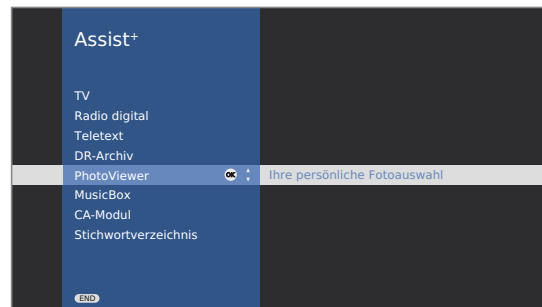 Assist+
TV
Radio digital
Teletext
DR-Archiv
PhotoViewer OK Ihre persönliche Fotoauswahl
MusicBox
CA-Modul
Stichwortverzeichnis
END